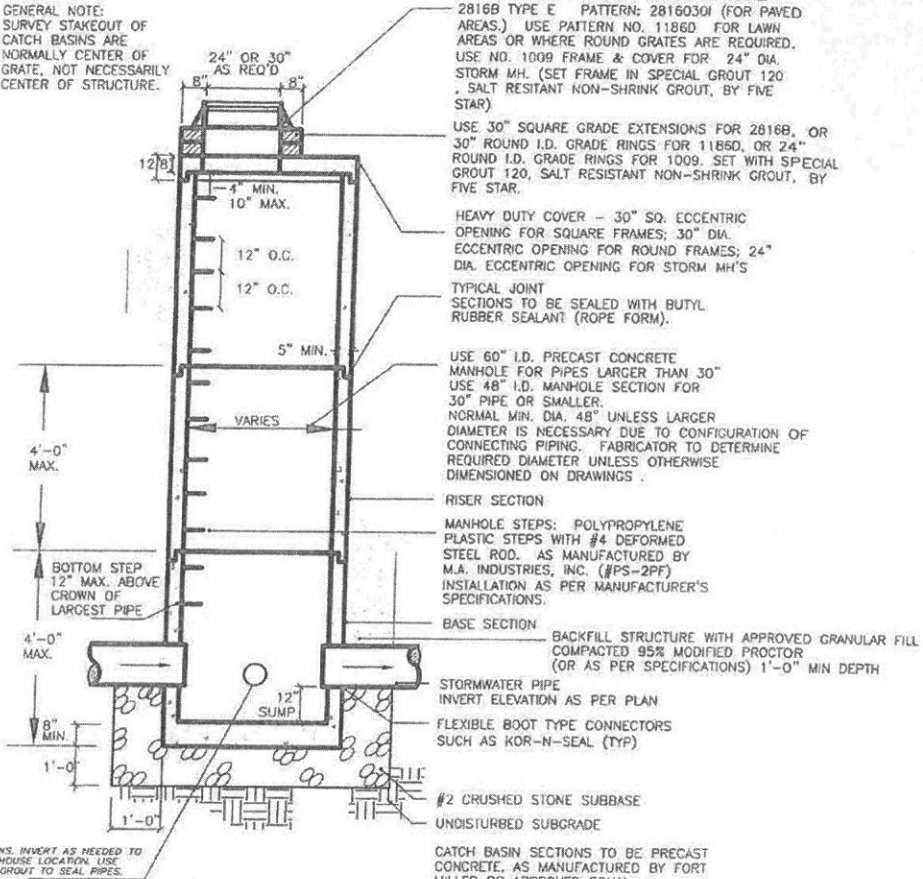 GENERAL NOTE:
SURVEY STAKEOUT OF
CATCH BASINS ARE
NORMALLY CENTER OF
GRATE, NOT NECESSARILY
CENTER OF STRUCTURE.
24" OR 30"
AS REQ'D
8"
8"
12"
8"
4" MIN.
10" MAX.
12" O.C.
12" O.C.
5" MIN.
VARIES
4'-0"
MAX.
BOTTOM STEP
12" MAX. ABOVE
CROWN OF
LARGEST PIPE
4'-0"
MAX.
12"
SUMP
8"
MIN.
1'-0"
1'-0"
NS. INVERT AS NEEDED TO
HOUSE LOCATION. USE
GROUT TO SEAL PIPES.
2816B TYPE E PATTERN: 28160301 (FOR PAVED
AREAS.) USE PATTERN NO. 1186D FOR LAWN
AREAS OR WHERE ROUND GRATES ARE REQUIRED.
USE NO. 1009 FRAME & COVER FOR 24" DIA.
STORM MH. (SET FRAME IN SPECIAL GROUT 120
, SALT RESITANT NON-SHRINK GROUT, BY FIVE
STAR)
USE 30" SQUARE GRADE EXTENSIONS FOR 2816B, OR
30" ROUND I.D. GRADE RINGS FOR 1186D, OR 24"
ROUND I.D. GRADE RINGS FOR 1009. SET WITH SPECIAL
GROUT 120, SALT RESISTANT NON-SHRINK GROUT, BY
FIVE STAR.
HEAVY DUTY COVER - 30" SQ. ECCENTRIC
OPENING FOR SQUARE FRAMES; 30" DIA.
ECCENTRIC OPENING FOR ROUND FRAMES; 24"
DIA. ECCENTRIC OPENING FOR STORM MH'S
TYPICAL JOINT
SECTIONS TO BE SEALED WITH BUTYL
RUBBER SEALANT (ROPE FORM).
USE 60" I.D. PRECAST CONCRETE
MANHOLE FOR PIPES LARGER THAN 30"
USE 48" I.D. MANHOLE SECTION FOR
30" PIPE OR SMALLER.
NORMAL MIN. DIA. 48" UNLESS LARGER
DIAMETER IS NECESSARY DUE TO CONFIGURATION OF
CONNECTING PIPING. FABRICATOR TO DETERMINE
REQUIRED DIAMETER UNLESS OTHERWISE
DIMENSIONED ON DRAWINGS .
RISER SECTION
MANHOLE STEPS: POLYPROPYLENE
PLASTIC STEPS WITH #4 DEFORMED
STEEL ROD. AS MANUFACTURED BY
M.A. INDUSTRIES, INC. (#PS-2PF)
INSTALLATION AS PER MANUFACTURER'S
SPECIFICATIONS.
BASE SECTION
BACKFILL STRUCTURE WITH APPROVED GRANULAR FILL
COMPACTED 95% MODIFIED PROCTOR
(OR AS PER SPECIFICATIONS) 1'-0" MIN DEPTH
STORMWATER PIPE
INVERT ELEVATION AS PER PLAN
FLEXIBLE BOOT TYPE CONNECTORS
SUCH AS KOR-N-SEAL (TYP)
#2 CRUSHED STONE SUBBASE
UNDISTURBED SUBGRADE
CATCH BASIN SECTIONS TO BE PRECAST
CONCRETE, AS MANUFACTURED BY FORT